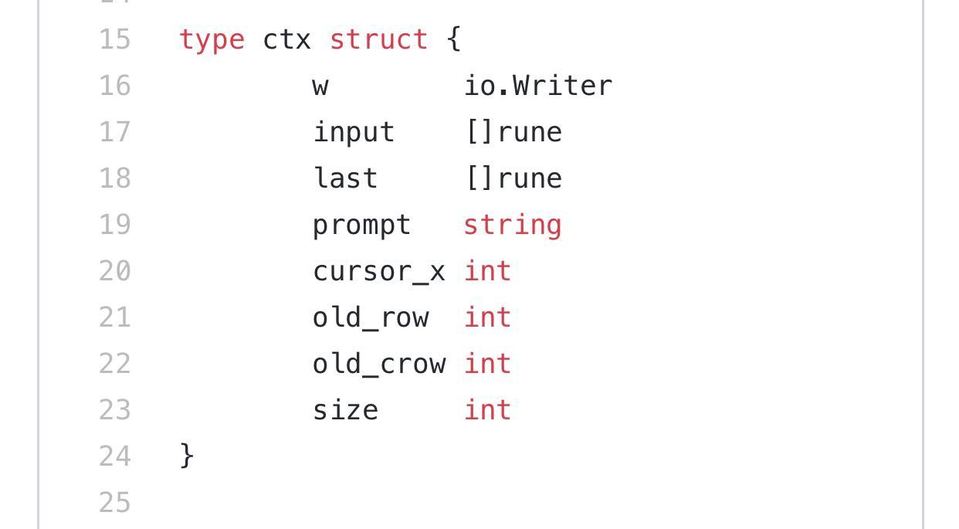 15 type ctx struct {
16 w io.Writer
17 input []rune
18 last []rune
19 prompt string
20 cursor_x int
21 old_row int
22 old_crow int
23 size int
24 }
25